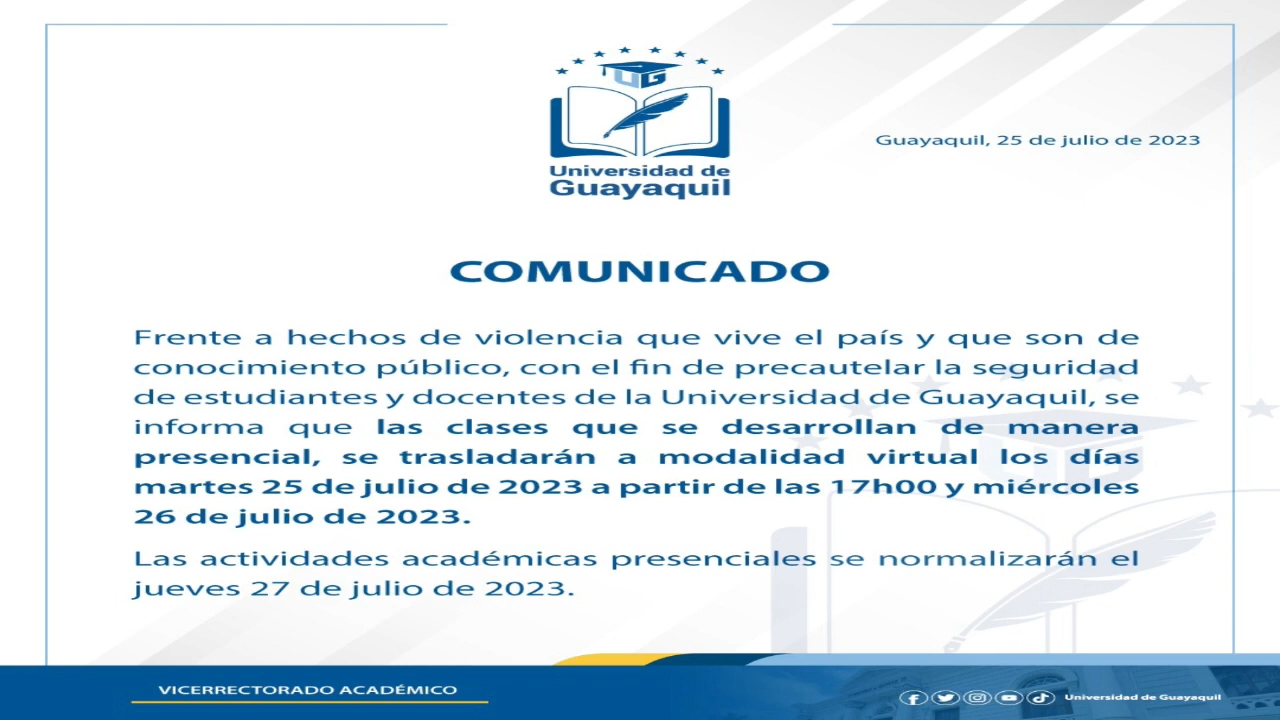 UG
Universidad de
Guayaquil
Guayaquil, 25 de julio de 2023
COMUNICADO
Frente a hechos de violencia que vive el país y que son de
conocimiento público, con el fin de precautelar la seguridad
de estudiantes y docentes de la Universidad de Guayaquil, se
informa que las clases que se desarrollan de manera
presencial, se trasladarán a modalidad virtual los días
martes 25 de julio de 2023 a partir de las 17h00 y miércoles
26 de julio de 2023.
Las actividades académicas presenciales se normalizarán el
jueves 27 de julio de 2023.
VICERRECTORADO ACADÉMICO
Universidad de Guayaquil